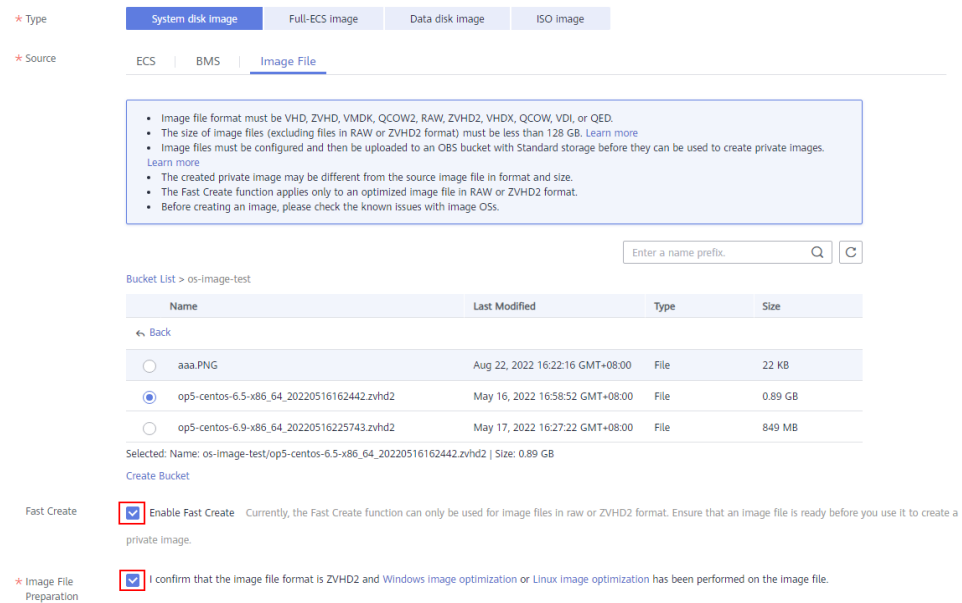 * Type
System disk image Full-ECS image Data disk image ISO image
* Source
ECS BMS Image File
• Image file format must be VHD, ZVHD, VMDK, QCOW2, RAW, ZVHD2, VHDX, QCOW, VDI, or QED.
• The size of image files (excluding files in RAW or ZVHD2 format) must be less than 128 GB. Learn more
• Image files must be configured and then be uploaded to an OBS bucket with Standard storage before they can be used to create private images.
Learn more
• The created private image may be different from the source image file in format and size.
• The Fast Create function applies only to an optimized image file in RAW or ZVHD2 format.
• Before creating an image, please check the known issues with image OSs.
Enter a name prefix.
Bucket List > os-image-test
Name Last Modified Type Size
Back
aaa.PNG Aug 22, 2022 16:22:16 GMT+08:00 File 22 KB
op5-centos-6.5-x86_64_20220516162442.zvhd2 May 16, 2022 16:58:52 GMT+08:00 File 0.89 GB
op5-centos-6.9-x86_64_20220516225743.zvhd2 May 17, 2022 16:27:22 GMT+08:00 File 849 MB
Selected: Name: os-image-test/op5-centos-6.5-x86_64_20220516162442.zvhd2 | Size: 0.89 GB
Create Bucket
Fast Create
Enable Fast Create Currently, the Fast Create function can only be used for image files in raw or ZVHD2 format. Ensure that an image file is ready before you use it to create a
private image.
* Image File
Preparation
I confirm that the image file format is ZVHD2 and Windows image optimization or Linux image optimization has been performed on the image file.